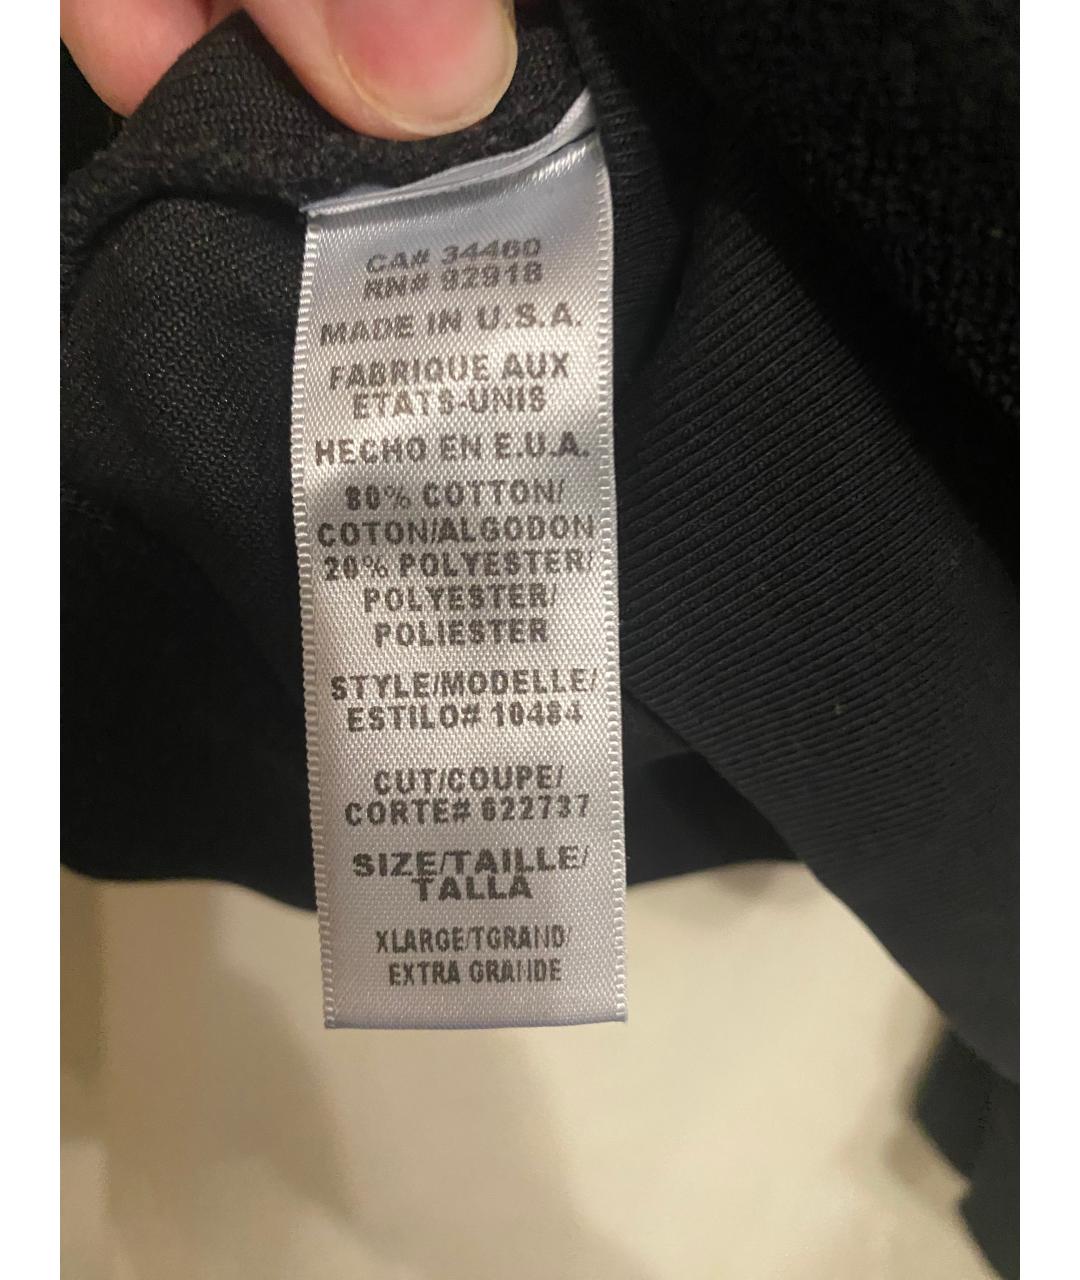 CA# 34460
RN# 92918
MADE IN U.S.A.
FABRIQUE AUX
ETATS-UNIS
HECHO EN E.U.A.
80% COTTON/
COTON/ALGODON
20% POLYESTER/
POLYESTER/
POLIESTER
STYLE/MODELLE/
ESTILO# 10484
CUT/COUPE/
CORTE# 622737
SIZE/TAILLE/
TALLA
XLARGE/TGRAND
EXTRA GRANDE